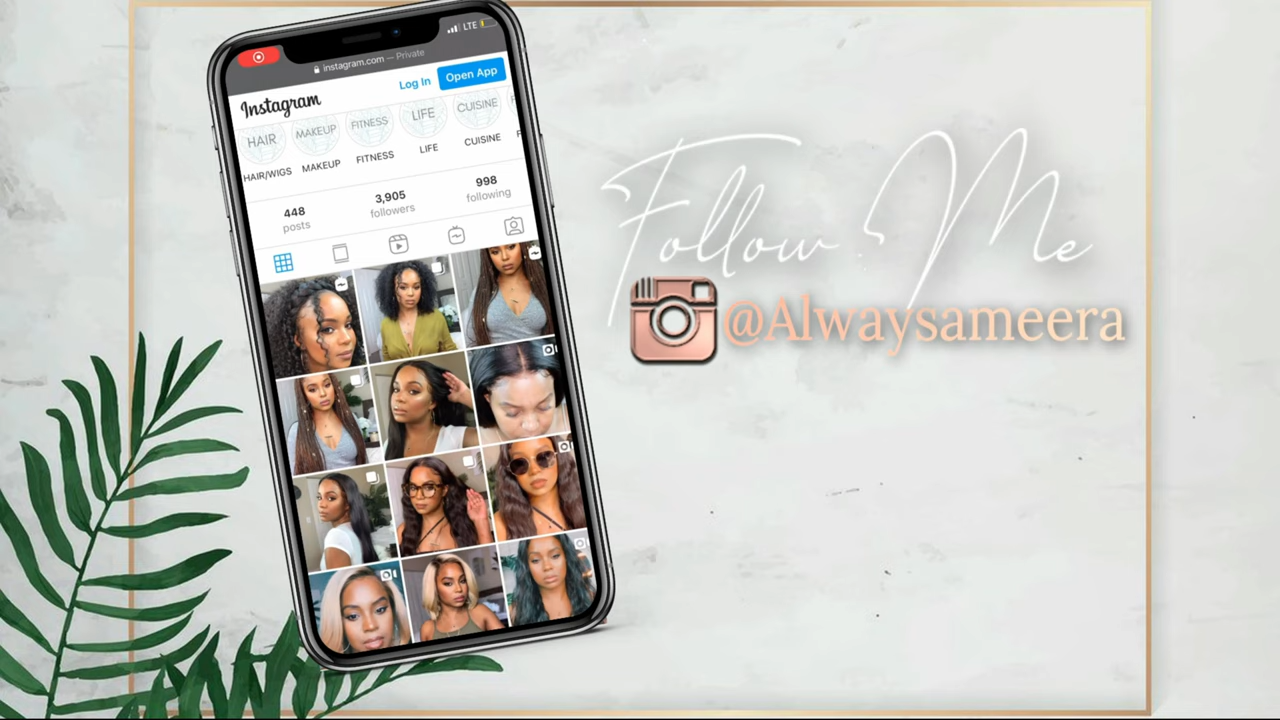 LTE
instagram.com — Private
Instagram
Log In
Open App
HAIR
MAKEUP
FITNESS
LIFE
CUISINE
HAIR/WIGS
MAKEUP
FITNESS
LIFE
CUISINE
448
posts
3,905
followers
998
following
Follow Me
@Alwaysameera